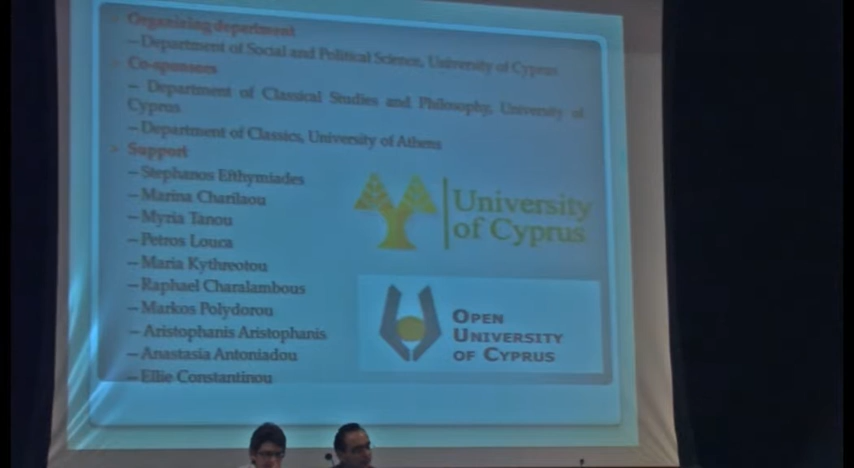 Organizing department
– Department of Social and Political Science, University of Cyprus
Co-sponsors
– Department of Classical Studies and Philosophy, University of
Cyprus
– Department of Classics, University of Athens
> Support
– Stephanos Efthymiades
– Marina Charilaou
– Myria Tanou
– Petros Louca
– Maria Kythreotou
– Raphael Charalambous
– Markos Polydorou
– Aristophanis Aristophanis
– Anastasia Antoniadou
– Ellie Constantinou
University
of Cyprus
OPEN
UNIVERSITY
OF CYPRUS